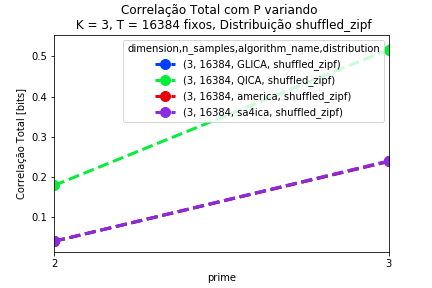 Correlação Total com P variando
K = 3, T = 16384 fixos, Distribuição shuffled_zipf
dimension,n_samples,algorithm_name,distribution
(3, 16384, GLICA, shuffled_zipf)
(3, 16384, QICA, shuffled_zipf)
(3, 16384, america, shuffled_zipf)
(3, 16384, sa4ica, shuffled_zipf)
Correlação Total [bits]
0.5
0.4
0.3
0.2
0.1
2
3
prime